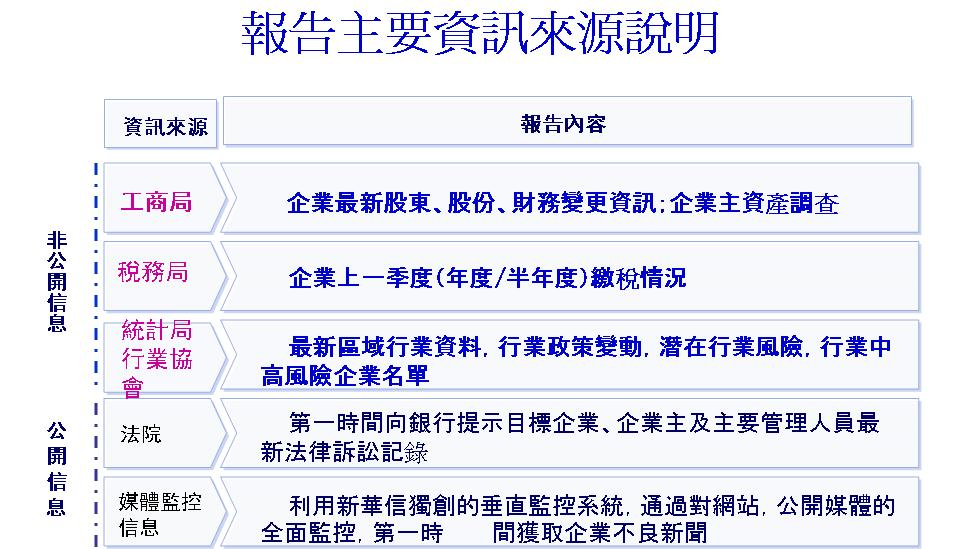 報告主要資訊來源說明
資訊來源
報告內容
非公開信息
工商局
企業最新股東、股份、財務變更資訊;企業主資產調查
稅務局
企業上一季度(年度/半年度)繳稅情況
統計局
行業協
會
最新區域行業資料,行業政策變動,潛在行業風險,行業中
高風險企業名單
公開信息
法院
第一時間向銀行提示目標企業、企業主及主要管理人員最
新法律訴訟記錄
媒體監控
信息
利用新華信獨創的垂直監控系統,通過對網站,公開媒體的
全面監控,第一時 間獲取企業不良新聞